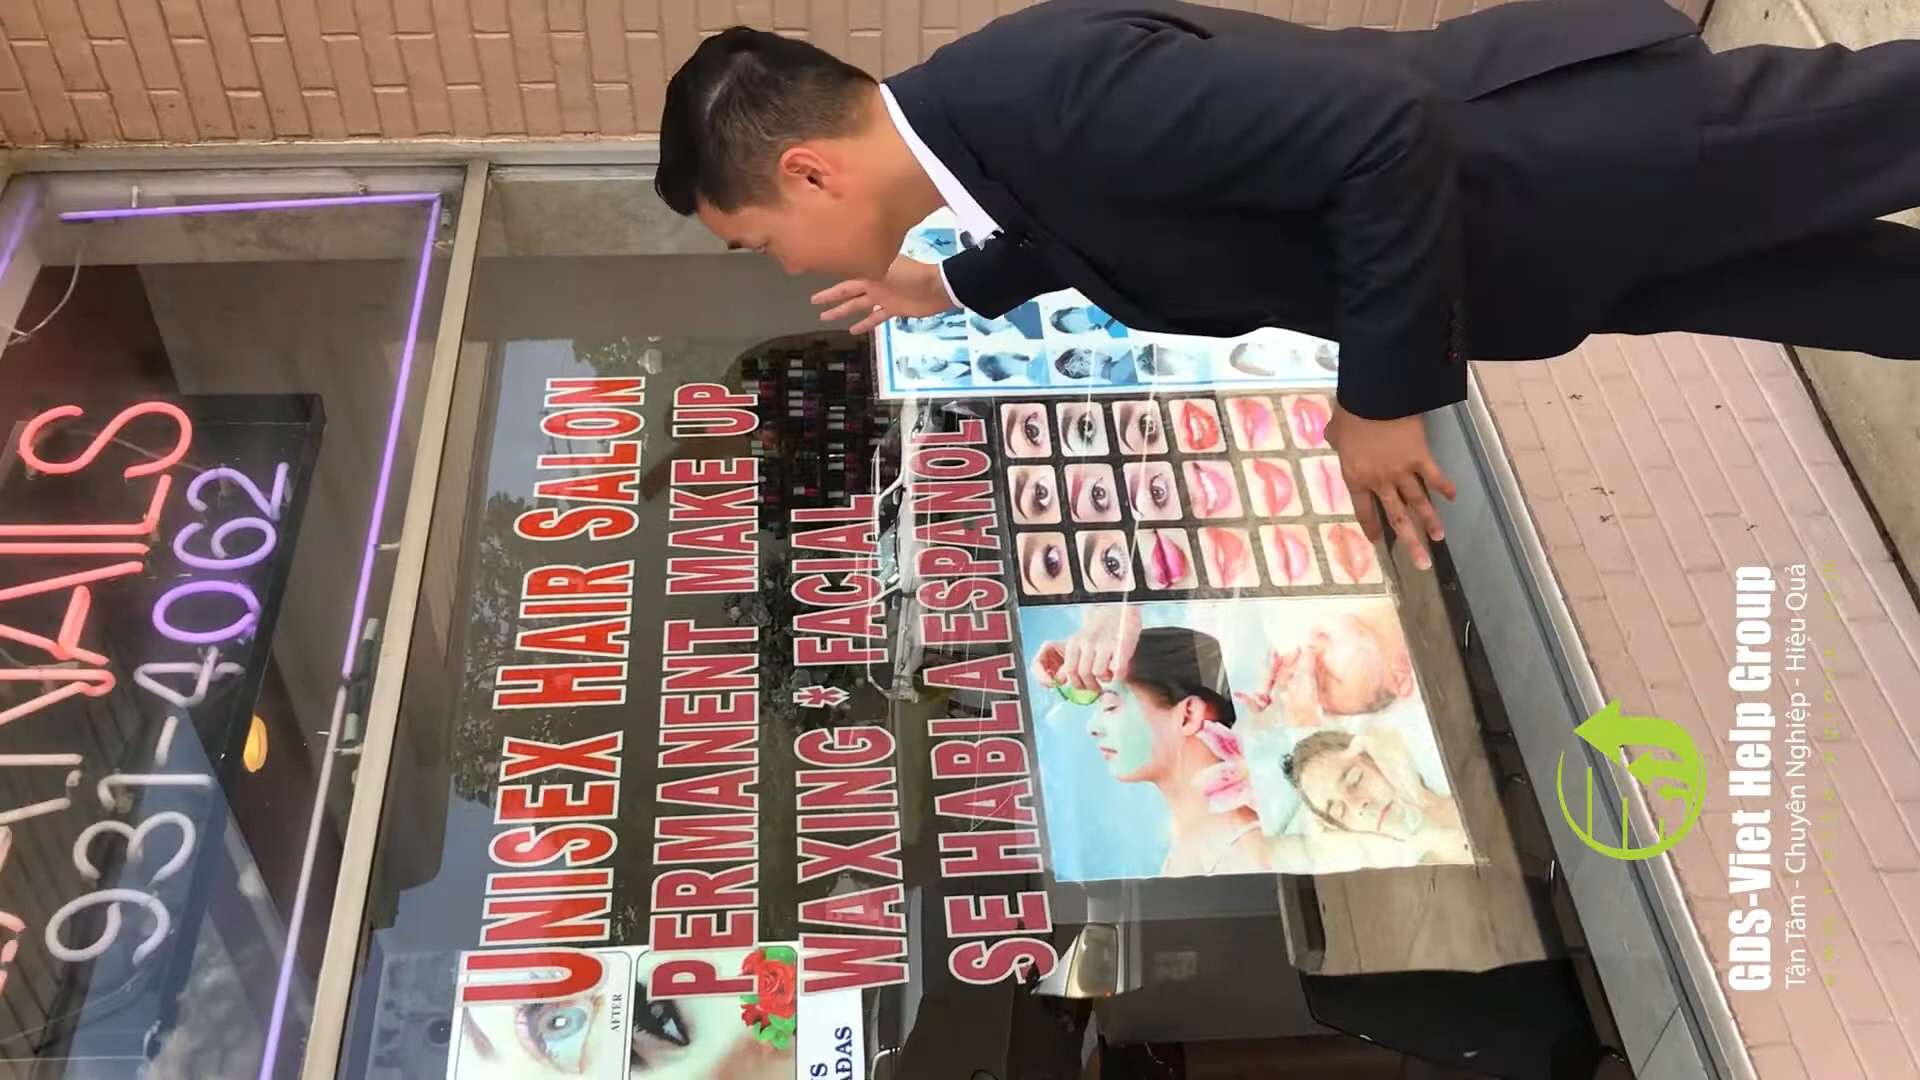 NAILS
931-4062
UNISEX HAIR SALON
PERMANENT MAKE UP
WAXING * FACIAL
SE HABLA ESPANOL
AFTER
GDS-Viet Help Group
Tận Tâm - Chuyên Nghiệp - Hiệu Quả